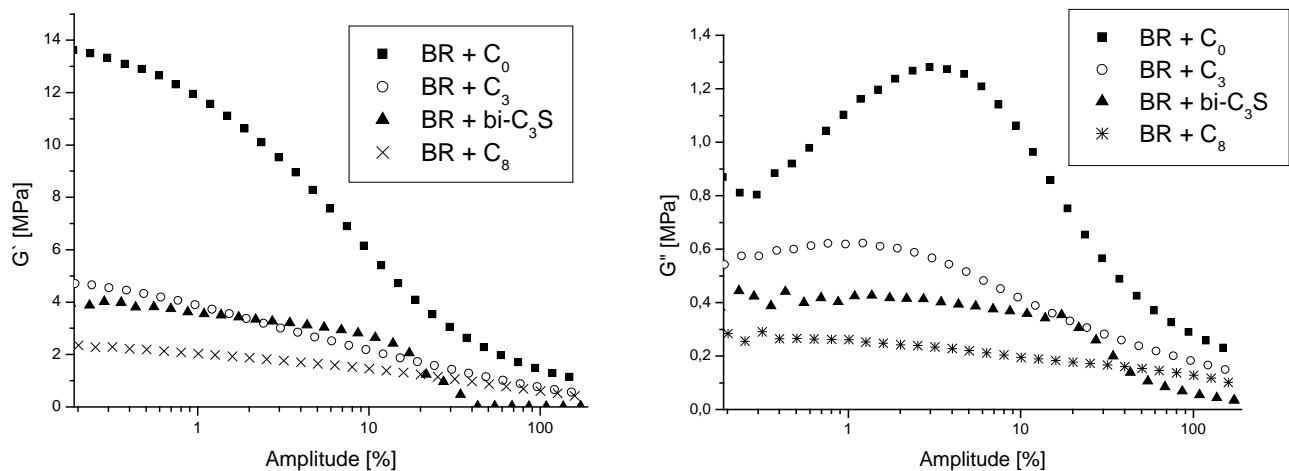 14
12
10
8
6
4
2
0
G` [MPa]
1
10
100
Amplitude [%]
BR + C0
BR + C3
BR + bi-C3S
BR + C8
1,4
1,2
1,0
0,8
0,6
0,4
0,2
0,0
G" [MPa]
1
10
100
Amplitude [%]
BR + C0
BR + C3
BR + bi-C3S
BR + C8